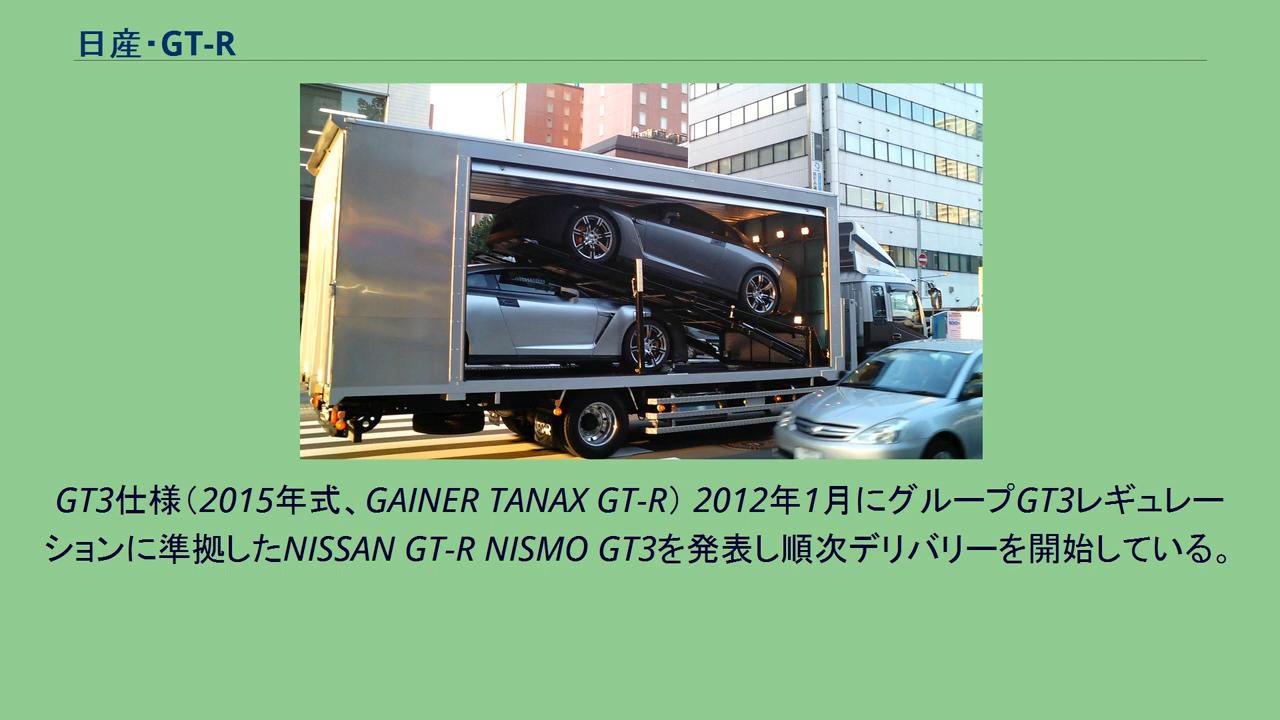 日産・GT-R
GT3仕様（2015年式、GAINER TANAX GT-R） 2012年1月にグループGT3レギュレー
ションに準拠したNISSAN GT-R NISMO GT3を発表し順次デリバリーを開始している。